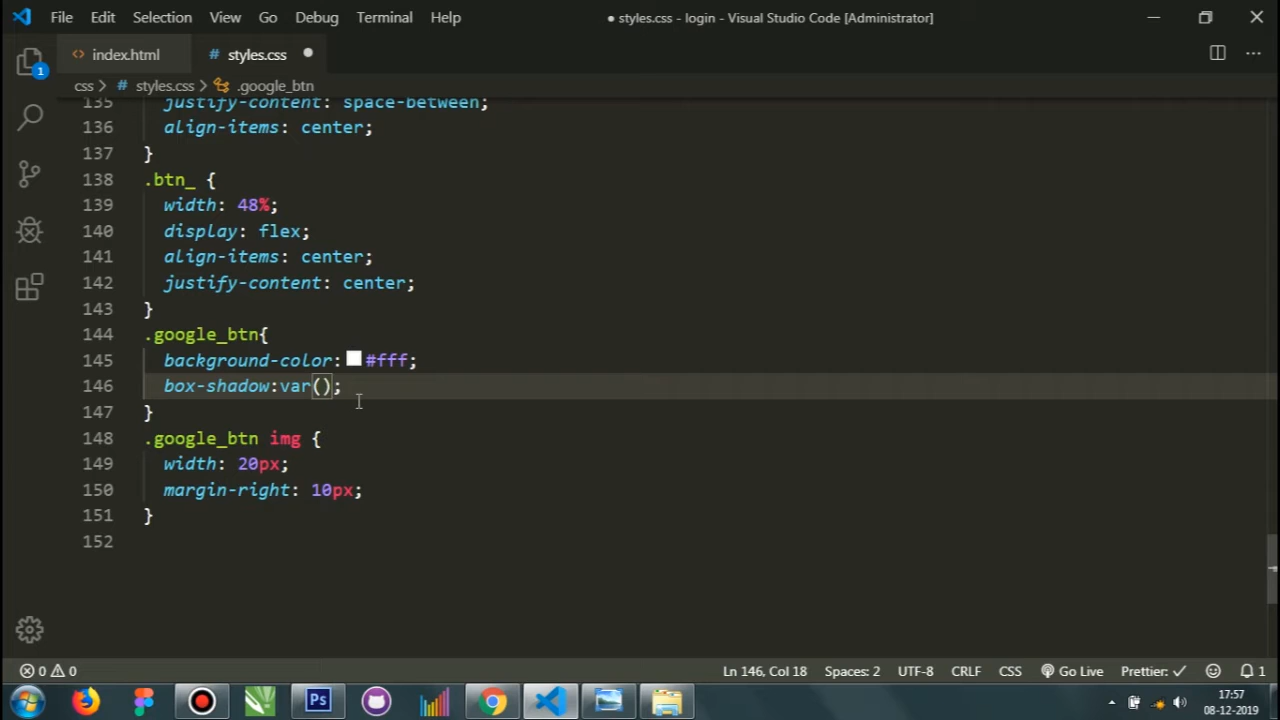 File Edit Selection View Go Debug Terminal Help ● styles.css - login - Visual Studio Code [Administrator]
<> index.html # styles.css ●
css > # styles.css > .google_btn
135 justify-content: space-between;
136 align-items: center;
137 }
138 .btn_ {
139 width: 48%;
140 display: flex;
141 align-items: center;
142 justify-content: center;
143 }
144 .google_btn{
145 background-color: #fff;
146 box-shadow:var();
147 }
148 .google_btn img {
149 width: 20px;
150 margin-right: 10px;
151 }
152
1
0 0 Ln 146, Col 18 Spaces: 2 UTF-8 CRLF CSS Go Live Prettier: ✓ 1
Ps
17:57
08-12-2019